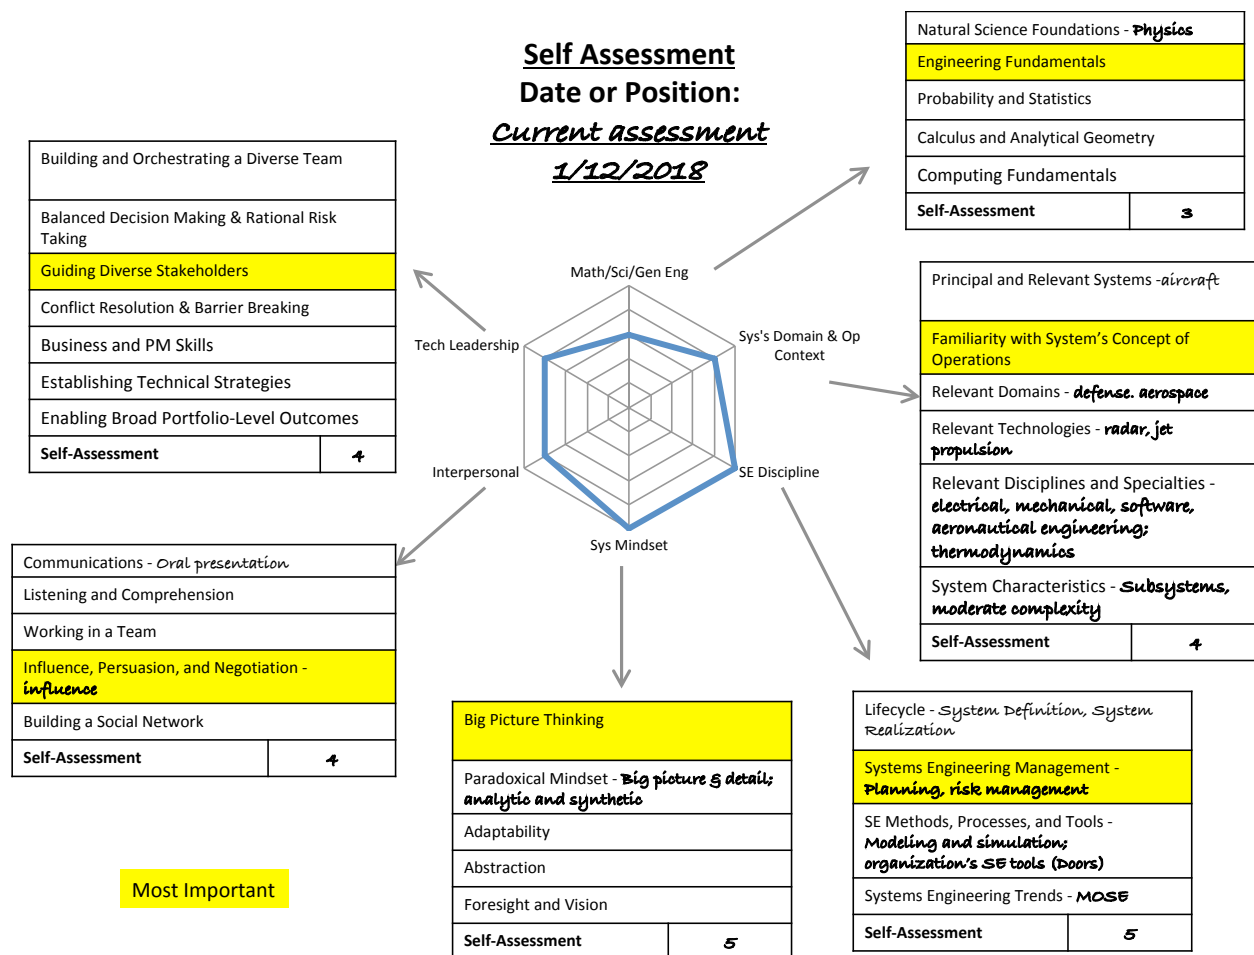 Self Assessment
Date or Position:
Current assessment
1/12/2018
Natural Science Foundations - Physics
Engineering Fundamentals
Probability and Statistics
Calculus and Analytical Geometry
Computing Fundamentals
Self-Assessment 3
Building and Orchestrating a Diverse Team
Balanced Decision Making & Rational Risk
Taking
Guiding Diverse Stakeholders
Conflict Resolution & Barrier Breaking
Business and PM Skills
Establishing Technical Strategies
Enabling Broad Portfolio-Level Outcomes
Self-Assessment 4
Math/Sci/Gen Eng
Tech Leadership
Sys's Domain & Op
Context
Interpersonal
SE Discipline
Sys Mindset
Principal and Relevant Systems -aircraft
Familiarity with System's Concept of
Operations
Relevant Domains - defense. aerospace
Relevant Technologies - radar, jet
propulsion
Relevant Disciplines and Specialties -
electrical, mechanical, software,
aeronautical engineering;
thermodynamics
System Characteristics - Subsystems,
moderate complexity
Self-Assessment 4
Communications - Oral presentation
Listening and Comprehension
Working in a Team
Influence, Persuasion, and Negotiation -
influence
Building a Social Network
Self-Assessment 4
Big Picture Thinking
Paradoxical Mindset - Big picture & detail;
analytic and synthetic
Adaptability
Abstraction
Foresight and Vision
Self-Assessment 5
Lifecycle - System Definition, System
Realization
Systems Engineering Management -
Planning, risk management
SE Methods, Processes, and Tools -
Modeling and simulation;
organization's SE tools (Doors)
Systems Engineering Trends - MOSE
Self-Assessment 5
Most Important